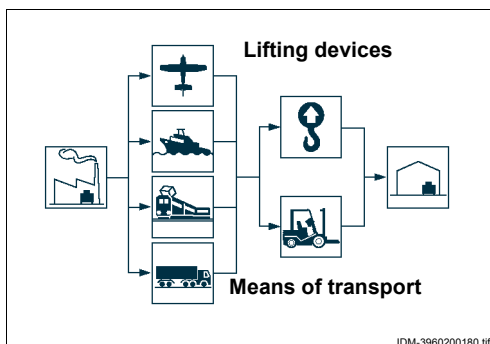 Lifting devices
Means of transport
IDM-3960200180.tif